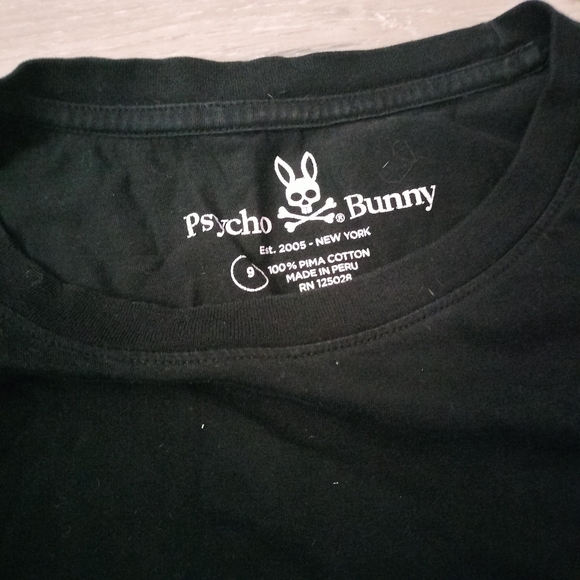 Psycho ® Bunny
Est. 2005 - NEW YORK
9 100% PIMA COTTON
MADE IN PERU
RN 125028